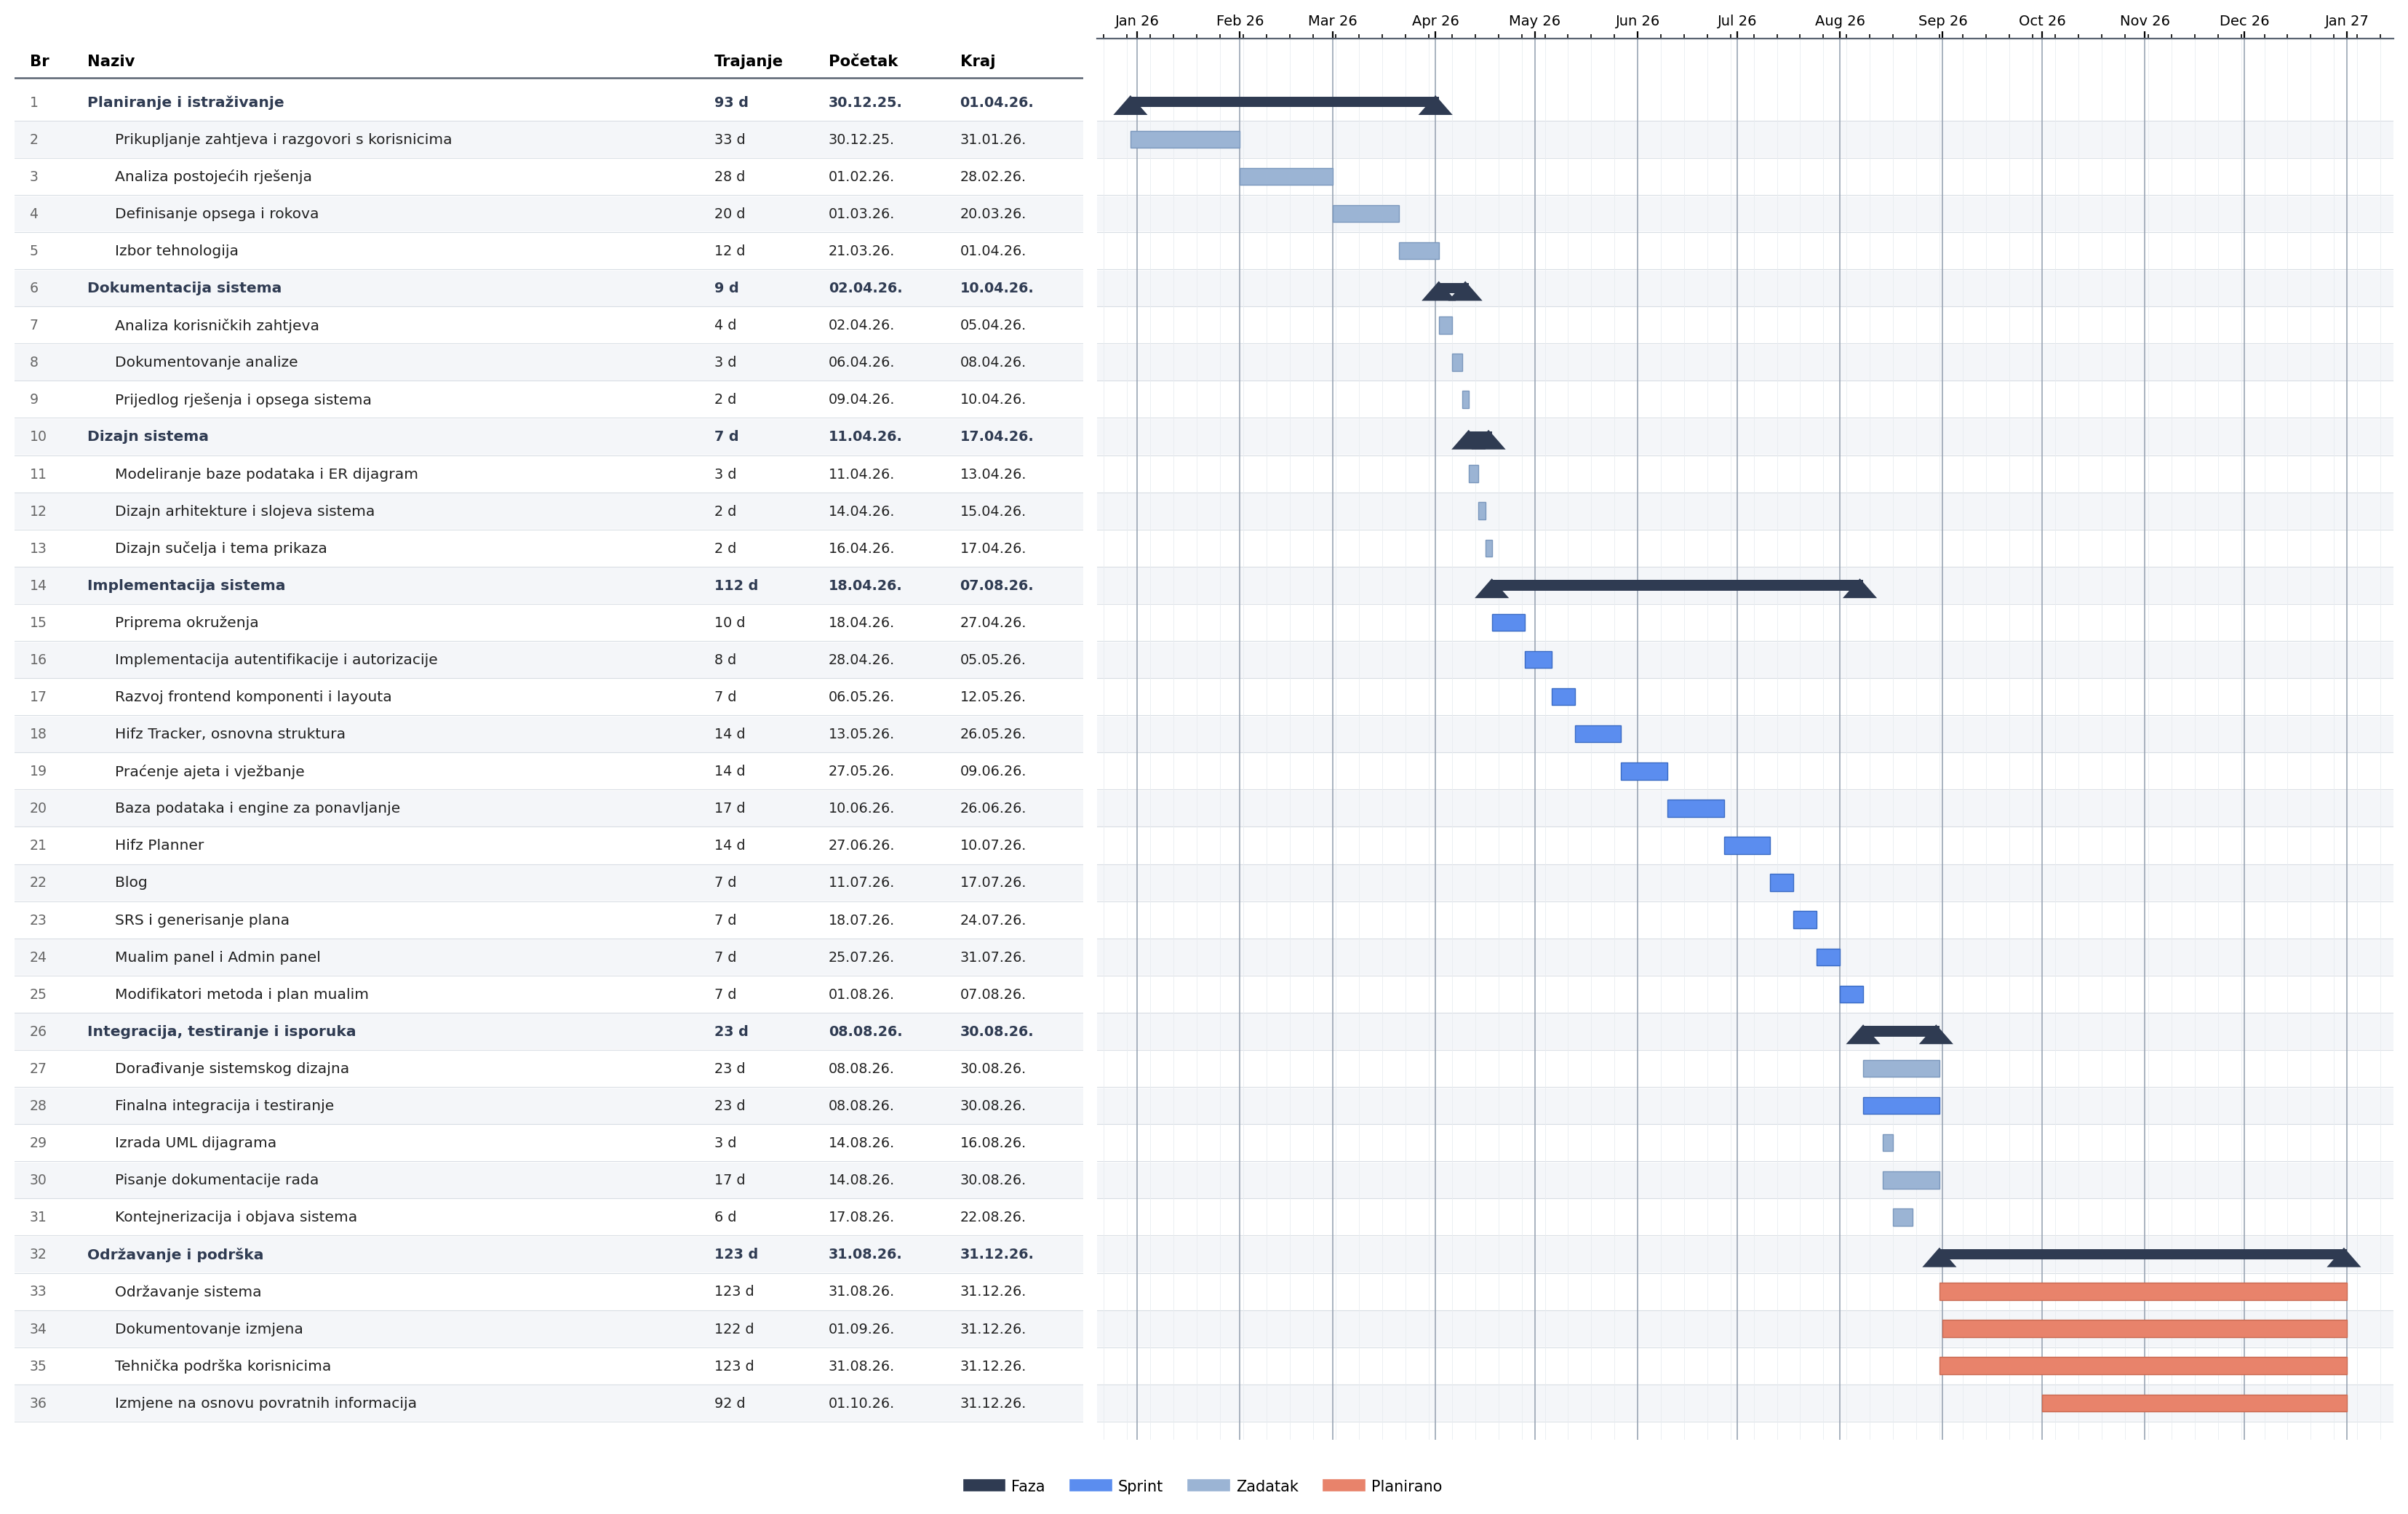 Jan 26 Feb 26 Mar 26 Apr 26 May 26 Jun 26 Jul 26 Aug 26 Sep 26 Oct 26 Nov 26 Dec 26 Jan 27
Br Naziv Trajanje Početak Kraj
1 Planiranje i istraživanje 93 d 30.12.25. 01.04.26.
2 Prikupljanje zahtjeva i razgovori s korisnicima 33 d 30.12.25. 31.01.26.
3 Analiza postojećih rješenja 28 d 01.02.26. 28.02.26.
4 Definisanje opsega i rokova 20 d 01.03.26. 20.03.26.
5 Izbor tehnologija 12 d 21.03.26. 01.04.26.
6 Dokumentacija sistema 9 d 02.04.26. 10.04.26.
7 Analiza korisničkih zahtjeva 4 d 02.04.26. 05.04.26.
8 Dokumentovanje analize 3 d 06.04.26. 08.04.26.
9 Prijedlog rješenja i opsega sistema 2 d 09.04.26. 10.04.26.
10 Dizajn sistema 7 d 11.04.26. 17.04.26.
11 Modeliranje baze podataka i ER dijagram 3 d 11.04.26. 13.04.26.
12 Dizajn arhitekture i slojeva sistema 2 d 14.04.26. 15.04.26.
13 Dizajn sučelja i tema prikaza 2 d 16.04.26. 17.04.26.
14 Implementacija sistema 112 d 18.04.26. 07.08.26.
15 Priprema okruženja 10 d 18.04.26. 27.04.26.
16 Implementacija autentifikacije i autorizacije 8 d 28.04.26. 05.05.26.
17 Razvoj frontend komponenti i layouta 7 d 06.05.26. 12.05.26.
18 Hifz Tracker, osnovna struktura 14 d 13.05.26. 26.05.26.
19 Praćenje ajeta i vježbanje 14 d 27.05.26. 09.06.26.
20 Baza podataka i engine za ponavljanje 17 d 10.06.26. 26.06.26.
21 Hifz Planner 14 d 27.06.26. 10.07.26.
22 Blog 7 d 11.07.26. 17.07.26.
23 SRS i generisanje plana 7 d 18.07.26. 24.07.26.
24 Mualim panel i Admin panel 7 d 25.07.26. 31.07.26.
25 Modifikatori metoda i plan mualim 7 d 01.08.26. 07.08.26.
26 Integracija, testiranje i isporuka 23 d 08.08.26. 30.08.26.
27 Dorađivanje sistemskog dizajna 23 d 08.08.26. 30.08.26.
28 Finalna integracija i testiranje 23 d 08.08.26. 30.08.26.
29 Izrada UML dijagrama 3 d 14.08.26. 16.08.26.
30 Pisanje dokumentacije rada 17 d 14.08.26. 30.08.26.
31 Kontejnerizacija i objava sistema 6 d 17.08.26. 22.08.26.
32 Održavanje i podrška 123 d 31.08.26. 31.12.26.
33 Održavanje sistema 123 d 31.08.26. 31.12.26.
34 Dokumentovanje izmjena 122 d 01.09.26. 31.12.26.
35 Tehnička podrška korisnicima 123 d 31.08.26. 31.12.26.
36 Izmjene na osnovu povratnih informacija 92 d 01.10.26. 31.12.26.
Faza Sprint Zadatak Planirano